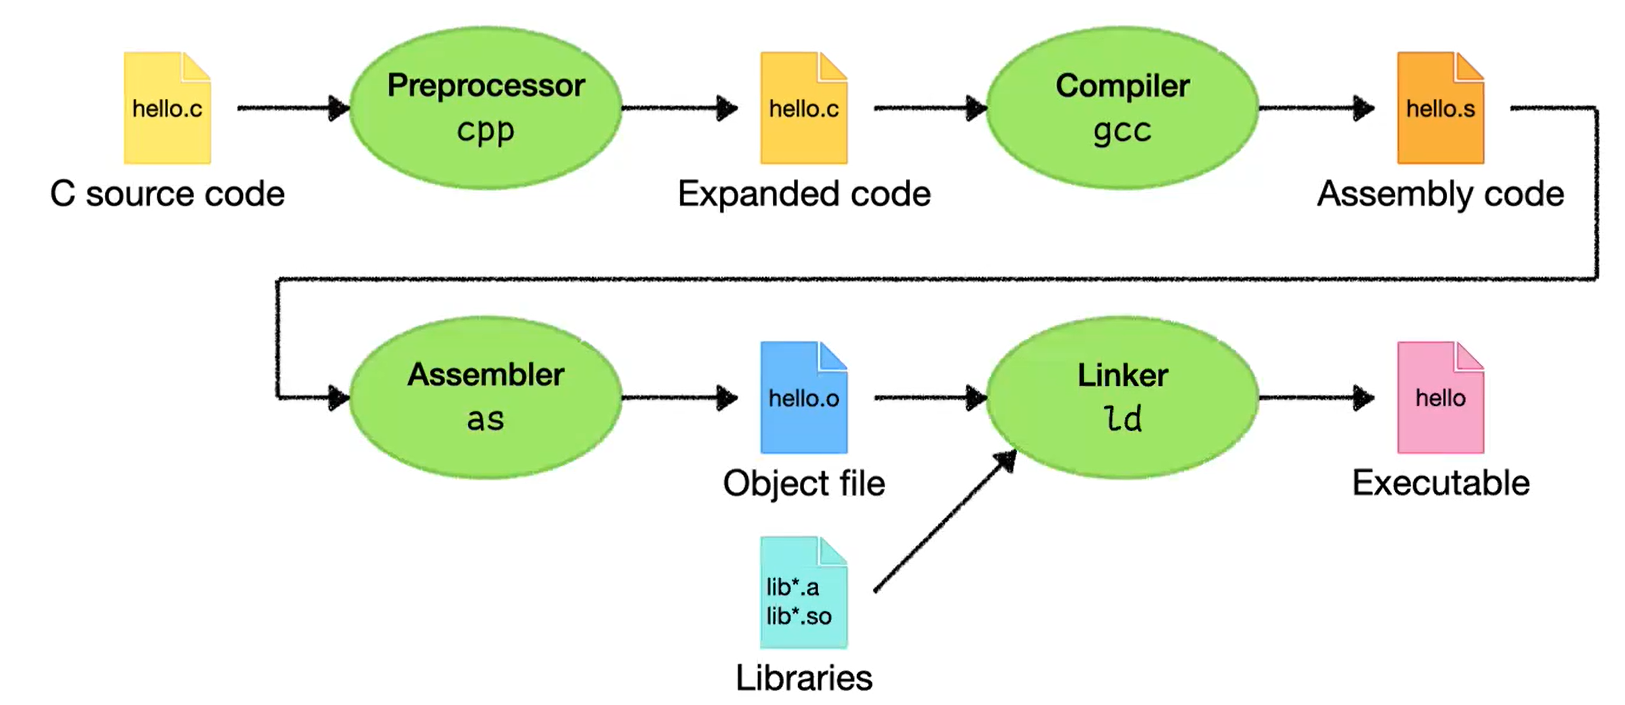 hello.c
C source code
Preprocessor
cpp
hello.c
Expanded code
Compiler
gcc
hello.s
Assembly code
Assembler
as
hello.o
Object file
Linker
ld
hello
Executable
lib*.a
lib*.so
Libraries